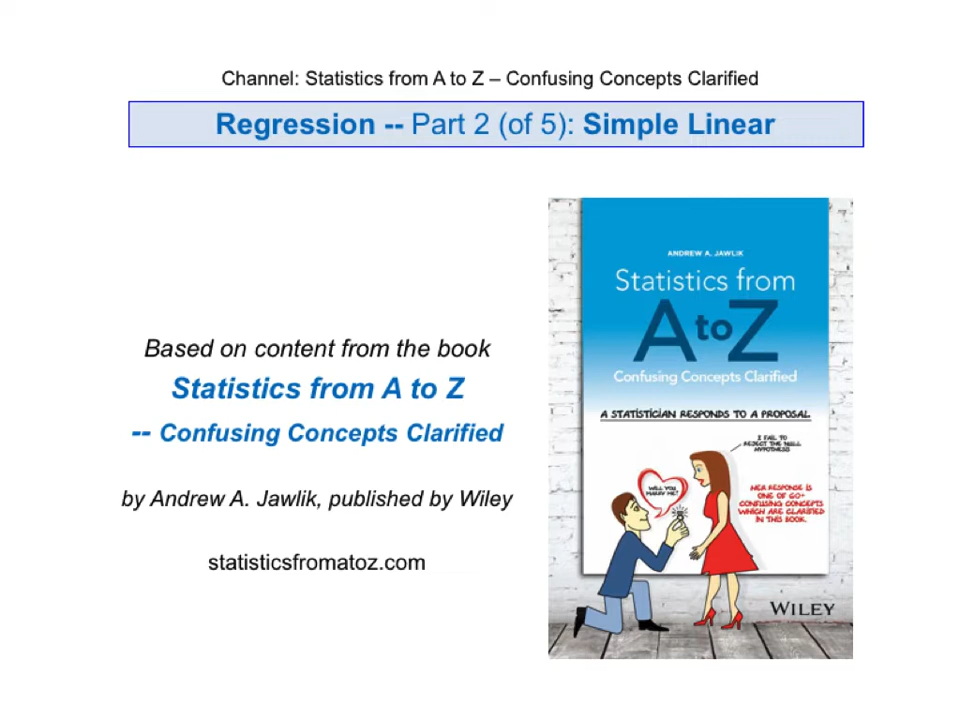 Channel: Statistics from A to Z – Confusing Concepts Clarified
Regression -- Part 2 (of 5): Simple Linear
Based on content from the book
Statistics from A to Z
-- Confusing Concepts Clarified
by Andrew A. Jawlik, published by Wiley
statisticsfromatoz.com
ANDREW A. JAWLIK
Statistics from
A to Z
Confusing Concepts Clarified
A STATISTICIAN RESPONDS TO A PROPOSAL
I FAIL TO
REJECT THE NULL
HYPOTHESIS
WILL YOU
MARRY ME?
HER RESPONSE IS
ONE OF 60+
CONFUSING CONCEPTS
WHICH ARE CLARIFIED
IN THIS BOOK.
WILEY